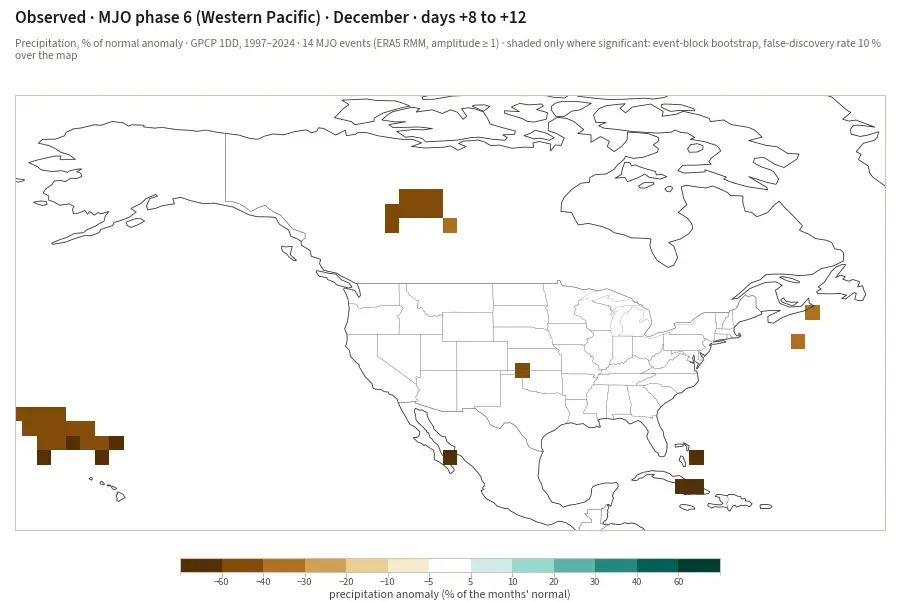 Observed · MJO phase 6 (Western Pacific) · December · days +8 to +12
Precipitation, % of normal anomaly · GPCP 1DD, 1997–2024 · 14 MJO events (ERA5 RMM, amplitude ≥ 1) · shaded only where significant: event-block bootstrap, false-discovery rate 10 %
over the map
−60 −40 −30 −20 −10 −5 5 10 20 30 40 60
precipitation anomaly (% of the months' normal)